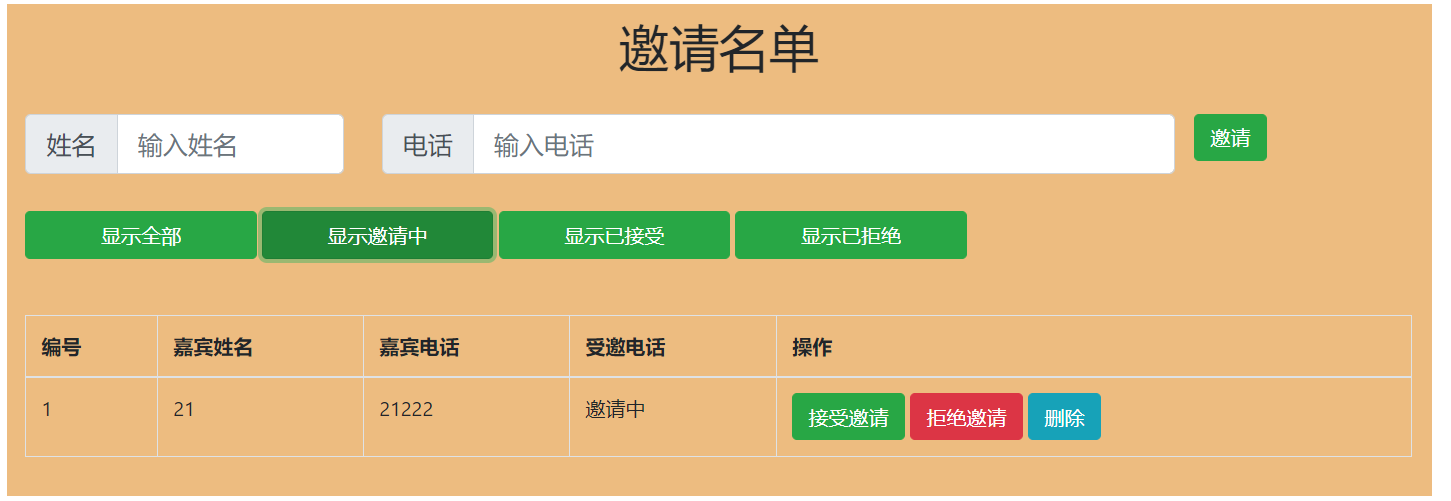 邀请名单
姓名 输入姓名 电话 输入电话 邀请
显示全部 显示邀请中 显示已接受 显示已拒绝
编号 嘉宾姓名 嘉宾电话 受邀电话 操作
1 21 21222 邀请中 接受邀请 拒绝邀请 删除